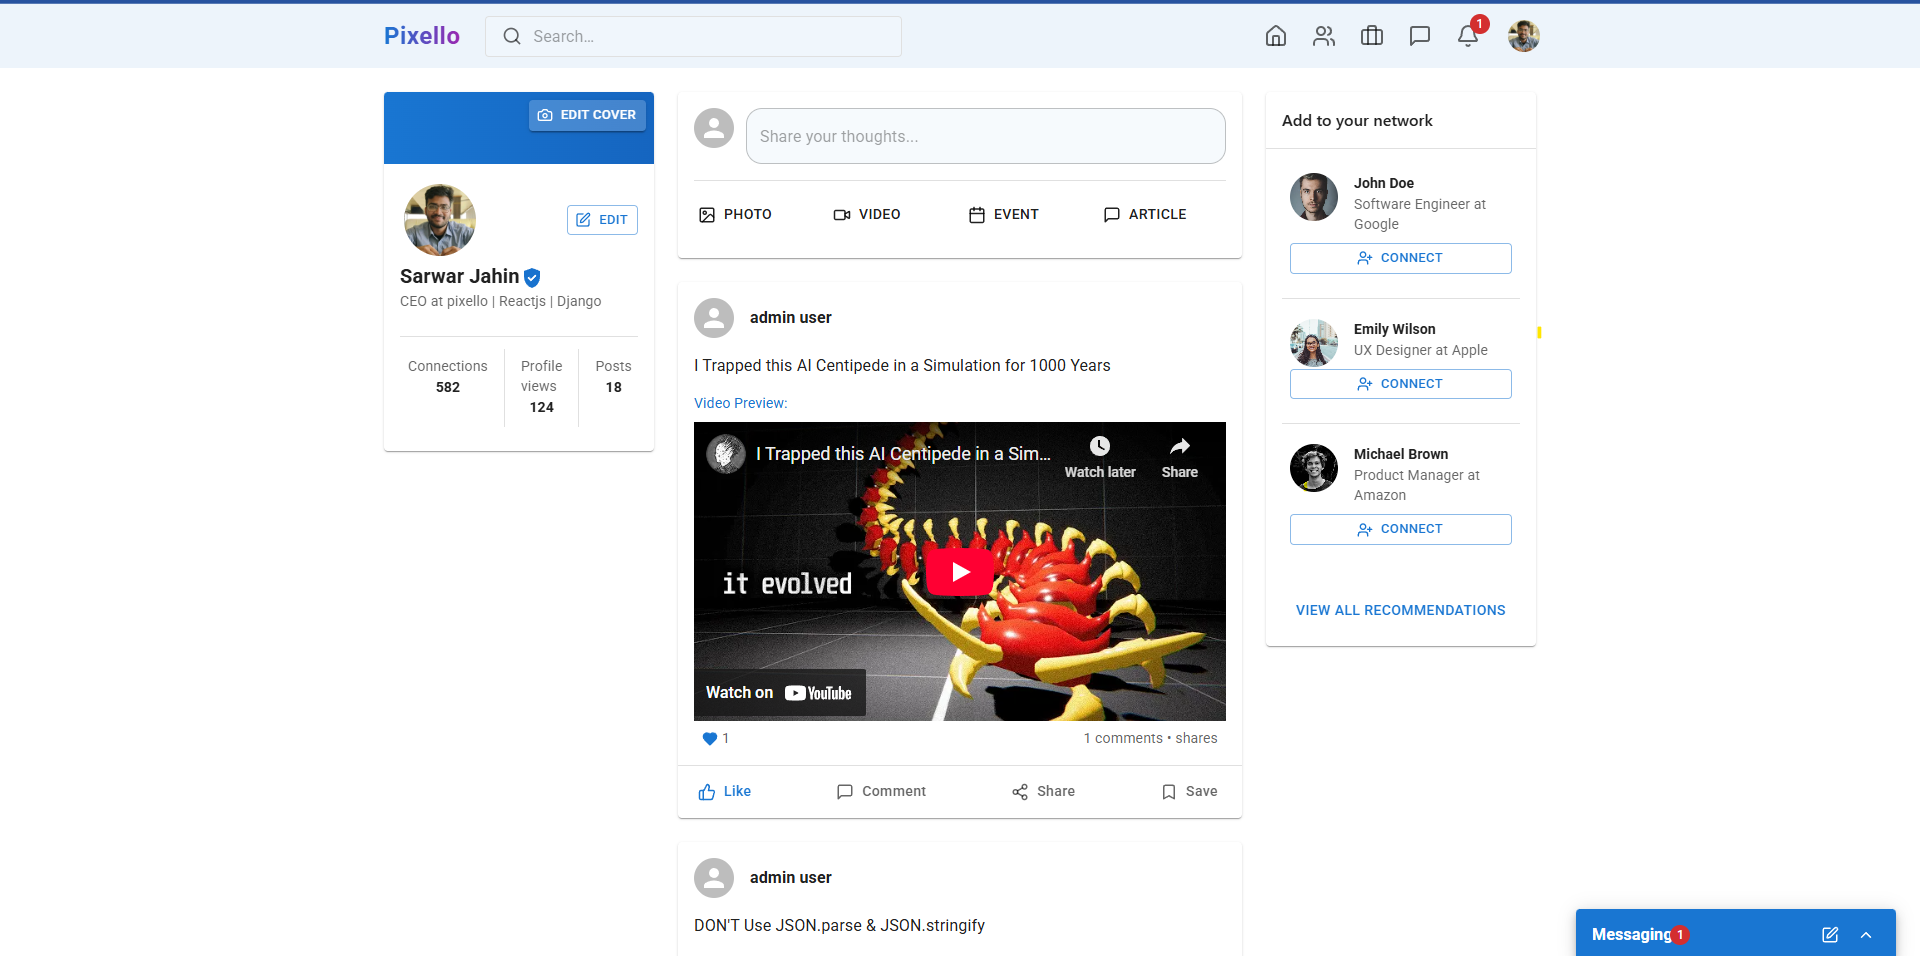 Pixello
Search...
1
EDIT COVER
EDIT
Sarwar Jahin
CEO at pixello | Reactjs | Django
Connections
582
Profile
views
124
Posts
18
Share your thoughts...
PHOTO
VIDEO
EVENT
ARTICLE
admin user
I Trapped this AI Centipede in a Simulation for 1000 Years
Video Preview:
I Trapped this AI Centipede in a Sim...
Watch later
Share
it evolved
Watch on YouTube
1
1 comments • shares
Like
Comment
Share
Save
admin user
DON'T Use JSON.parse & JSON.stringify
Add to your network
John Doe
Software Engineer at
Google
CONNECT
Emily Wilson
UX Designer at Apple
CONNECT
Michael Brown
Product Manager at
Amazon
CONNECT
VIEW ALL RECOMMENDATIONS
Messaging 1